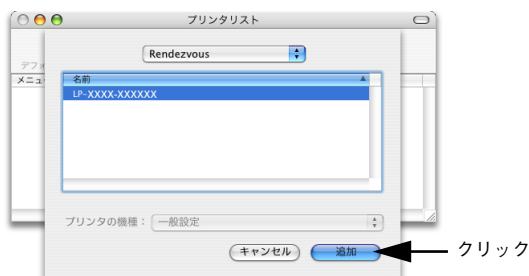 プリンタリスト
Rendezvous
デフォ
メニュ
名前
LP-XXXX-XXXXXX
プリンタの機種： 一般設定
キャンセル 追加
クリック